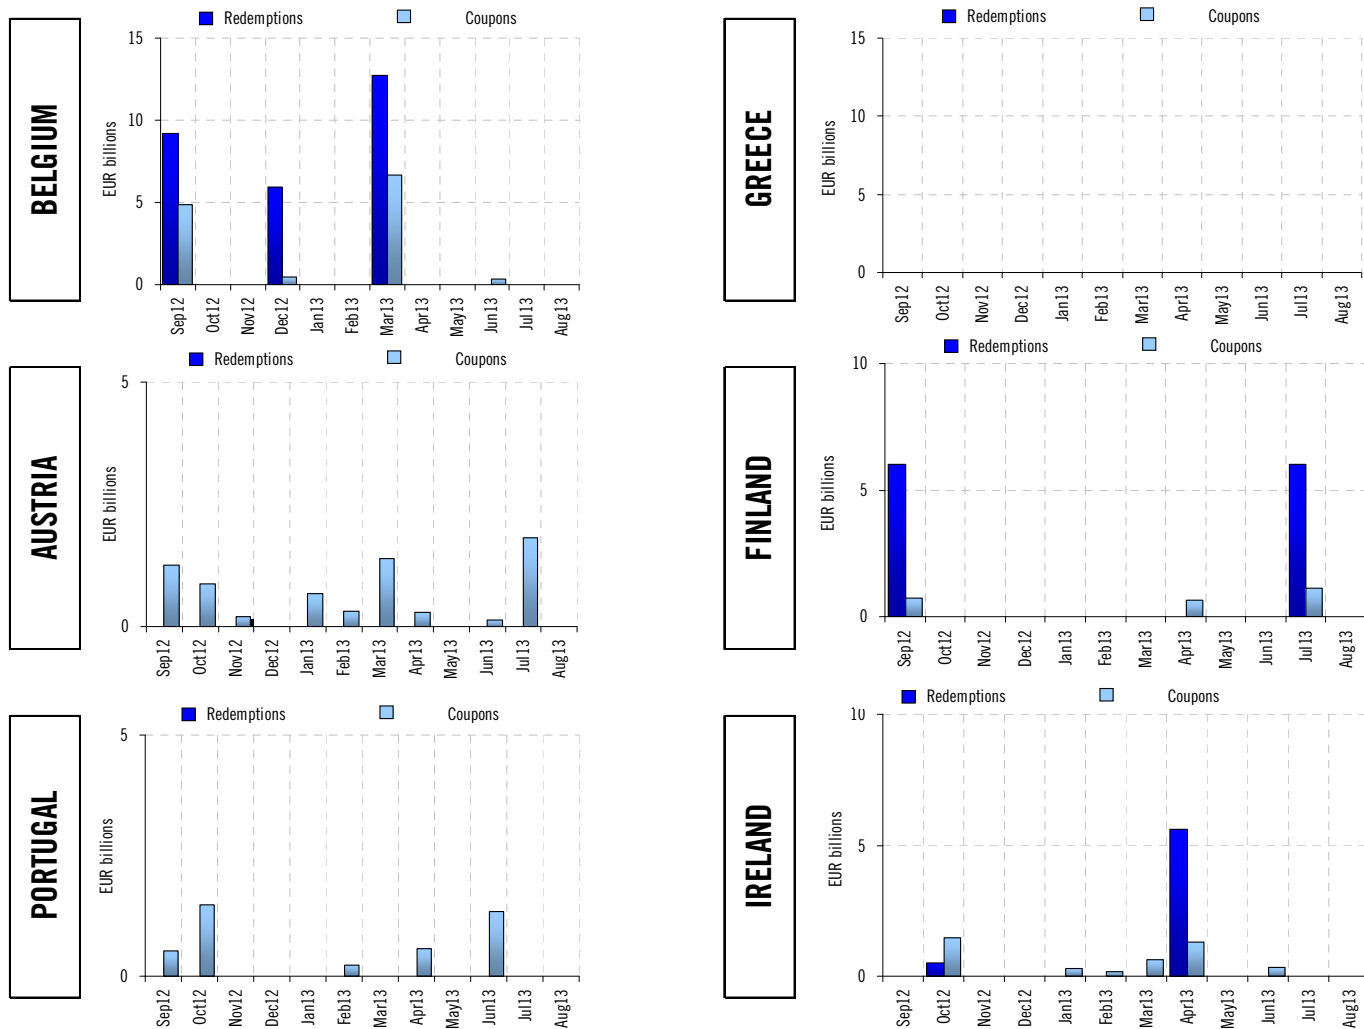 BELGIUM
Redemptions Coupons
EUR billions
15
10
5
0
Sep12 Oct12 Nov12 Dec12 Jan13 Feb13 Mar13 Apr13 May13 Jun13 Jul13 Aug13
GREECE
Redemptions Coupons
EUR billions
15
10
5
0
Sep12 Oct12 Nov12 Dec12 Jan13 Feb13 Mar13 Apr13 May13 Jun13 Jul13 Aug13
AUSTRIA
Redemptions Coupons
EUR billions
5
0
Sep12 Oct12 Nov12 Dec12 Jan13 Feb13 Mar13 Apr13 May13 Jun13 Jul13 Aug13
FINLAND
Redemptions Coupons
EUR billions
10
5
0
Sep12 Oct12 Nov12 Dec12 Jan13 Feb13 Mar13 Apr13 May13 Jun13 Jul13 Aug13
PORTUGAL
Redemptions Coupons
EUR billions
5
0
Sep12 Oct12 Nov12 Dec12 Jan13 Feb13 Mar13 Apr13 May13 Jun13 Jul13 Aug13
IRELAND
Redemptions Coupons
EUR billions
10
5
0
Sep12 Oct12 Nov12 Dec12 Jan13 Feb13 Mar13 Apr13 May13 Jun13 Jul13 Aug13